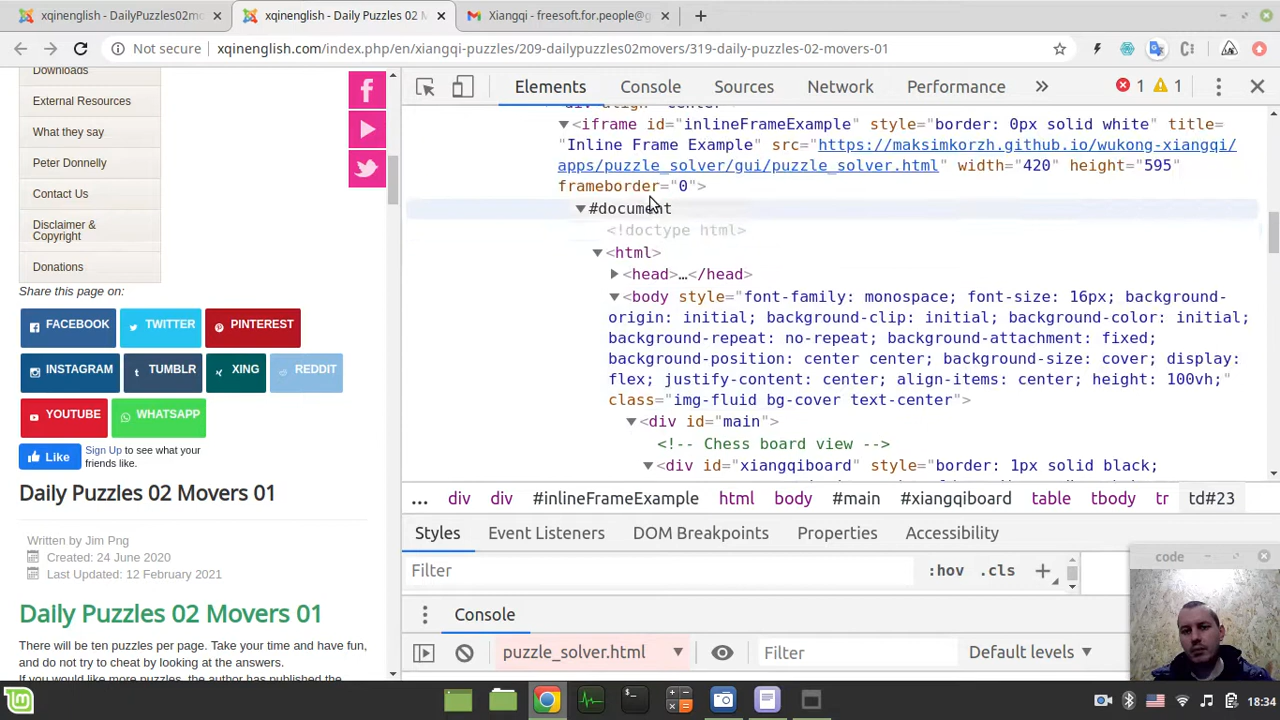 xqinenglish - DailyPuzzles02mo
xqinenglish - Daily Puzzles 02 M
Xiangqi - freesoft.for.people@g
Not secure
xqinenglish.com/index.php/en/xiangqi-puzzles/209-dailypuzzles02movers/319-daily-puzzles-02-movers-01
Downloads
External Resources
What they say
Peter Donnelly
Contact Us
Disclaimer &
Copyright
Donations
Share this page on:
FACEBOOK TWITTER PINTEREST
INSTAGRAM TUMBLR XING REDDIT
YOUTUBE WHATSAPP
Like Sign Up to see what your
friends like.
Daily Puzzles 02 Movers 01
Written by Jim Png
Created: 24 June 2020
Last Updated: 12 February 2021
Daily Puzzles 02 Movers 01
There will be ten puzzles per page. Take your time and have fun,
and do not try to cheat by looking at the answers.
If you would like more puzzles, the author has published the
Elements Console Sources Network Performance » 1 1
<iframe id="inlineFrameExample" style="border: 0px solid white" title=
"Inline Frame Example" src="https://maksimkorzh.github.io/wukong-xiangqi/
apps/puzzle_solver/gui/puzzle_solver.html" width="420" height="595"
frameborder="0">
#document
<!doctype html>
<html>
<head>…</head>
<body style="font-family: monospace; font-size: 16px; background-
origin: initial; background-clip: initial; background-color: initial;
background-repeat: no-repeat; background-attachment: fixed;
background-position: center center; background-size: cover; display:
flex; justify-content: center; align-items: center; height: 100vh;"
class="img-fluid bg-cover text-center">
<div id="main">
<!-- Chess board view -->
<div id="xiangqiboard" style="border: 1px solid black;
… div div #inlineFrameExample html body #main #xiangqiboard table tbody tr td#23
Styles Event Listeners DOM Breakpoints Properties Accessibility
Filter :hov .cls +
Console
puzzle_solver.html Filter Default levels
code
18:34